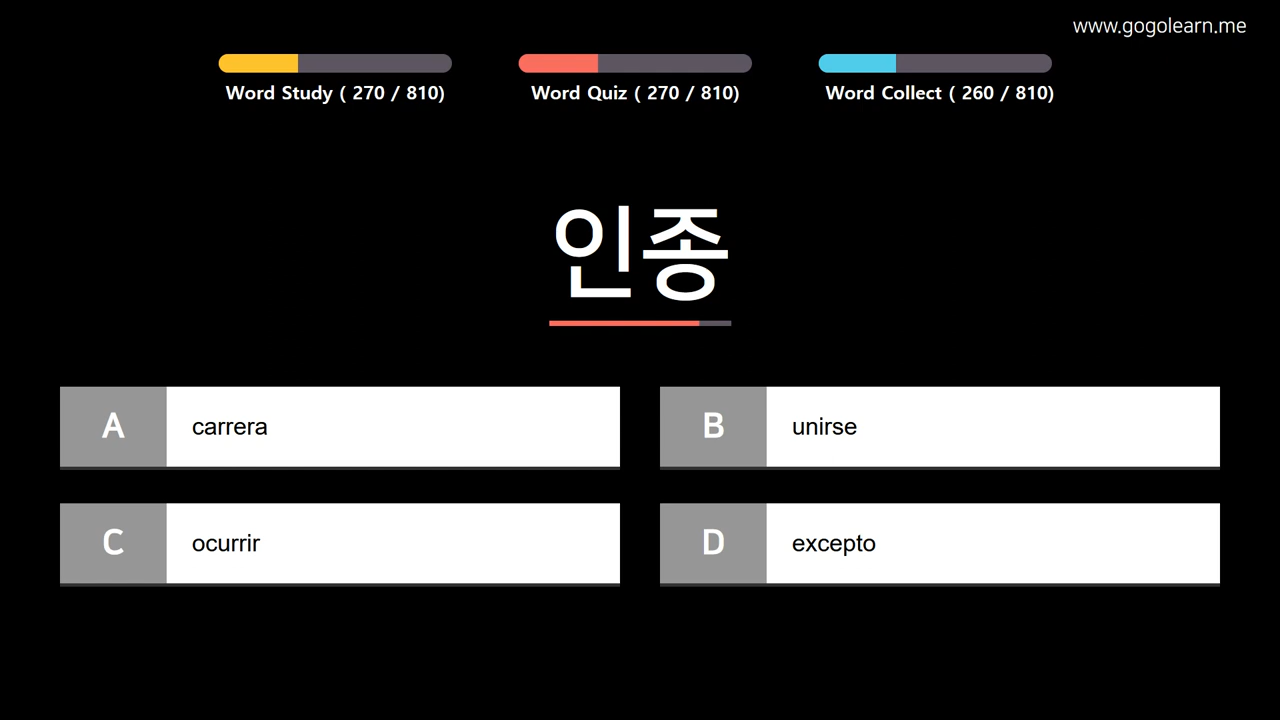 www.gogolearn.me
Word Study ( 270 / 810)
Word Quiz ( 270 / 810)
Word Collect ( 260 / 810)
인종
A carrera
B unirse
C ocurrir
D excepto